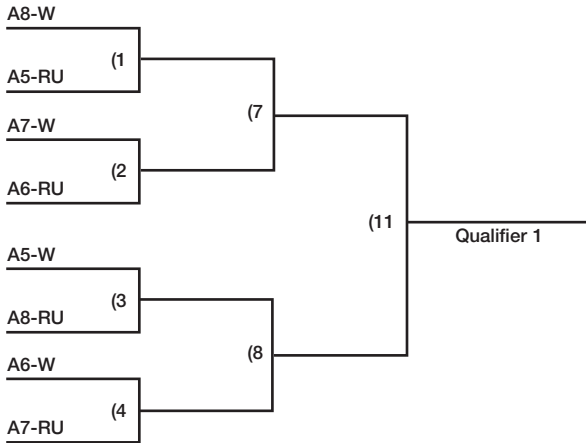 A8-W
(1
A5-RU
(7
A7-W
(2
A6-RU
(11
Qualifier 1
A5-W
(3
A8-RU
(8
A6-W
(4
A7-RU